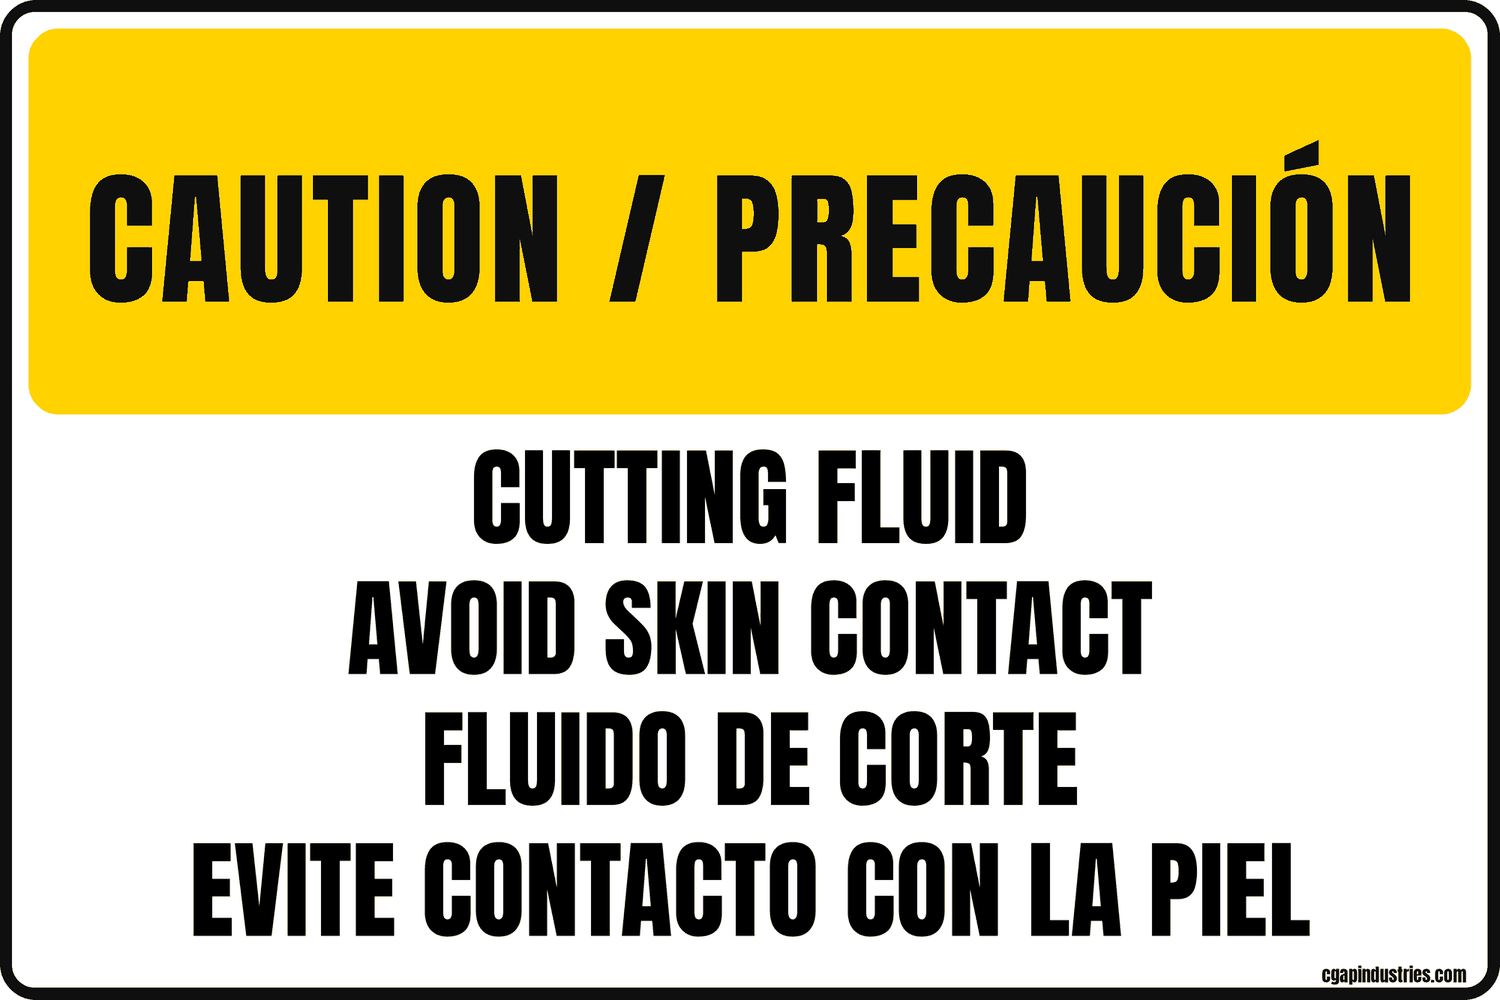 CAUTION / PRECAUCIÓN
CUTTING FLUID
AVOID SKIN CONTACT
FLUIDO DE CORTE
EVITE CONTACTO CON LA PIEL
cgapindustries.com